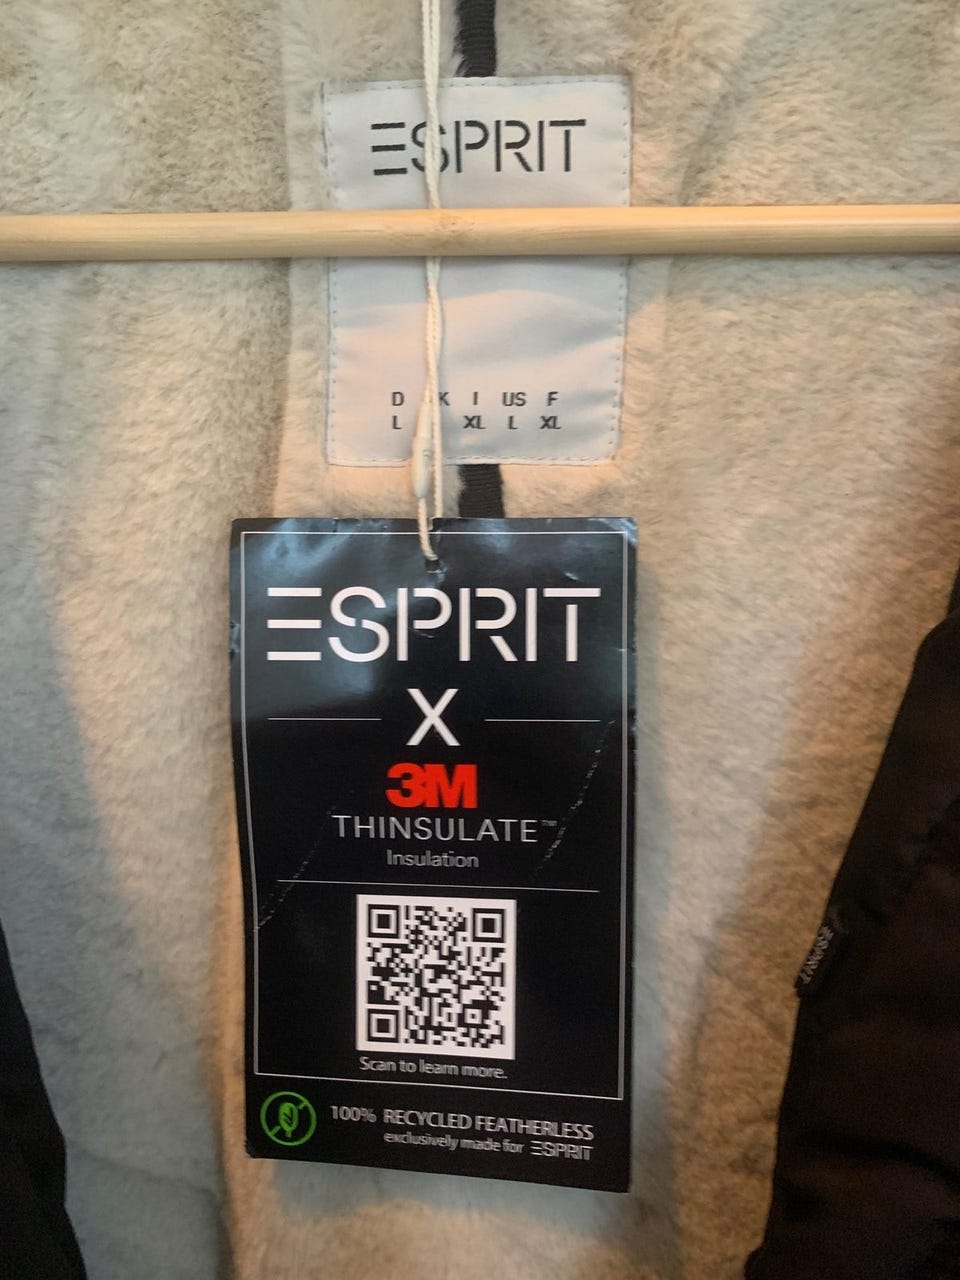 ESPRIT
D K I US F
L XL L XL
ESPRIT
X
3M
THINSULATE™
Insulation
Scan to learn more.
100% RECYCLED FEATHERLESS
exclusively made for ESPRIT
ESPRIT